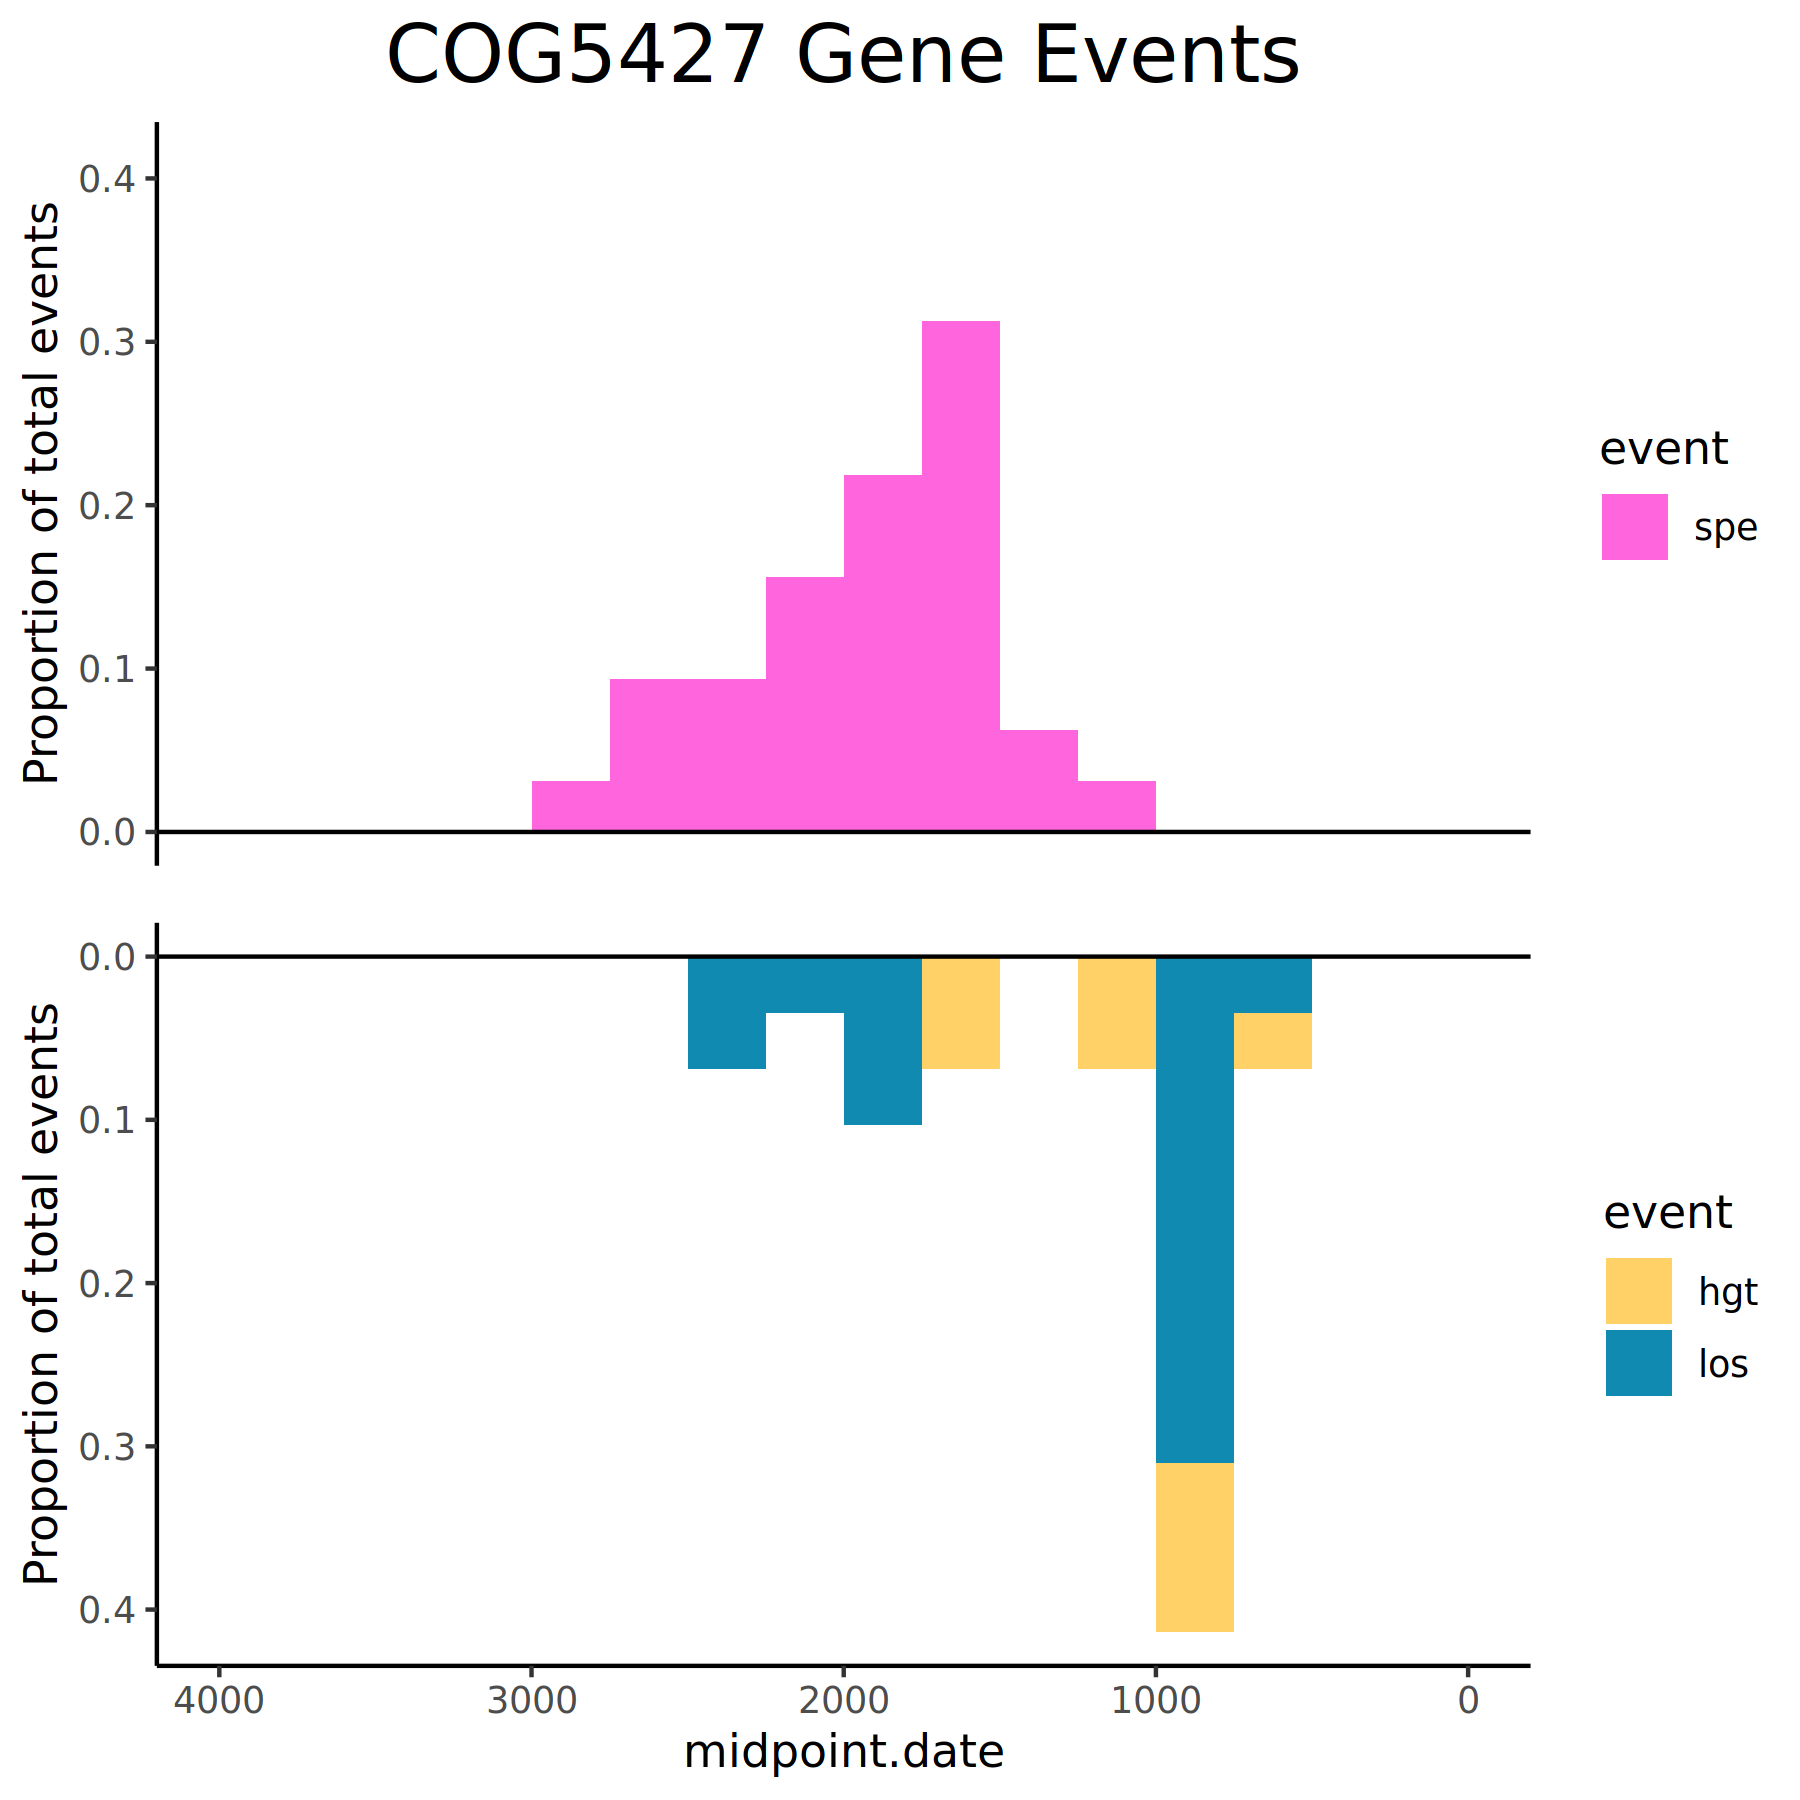 COG5427 Gene Events
Proportion of total events
0.4
0.3
0.2
0.1
0.0
event
spe
Proportion of total events
0.0
0.1
0.2
0.3
0.4
event
hgt
los
4000 3000 2000 1000 0
midpoint.date